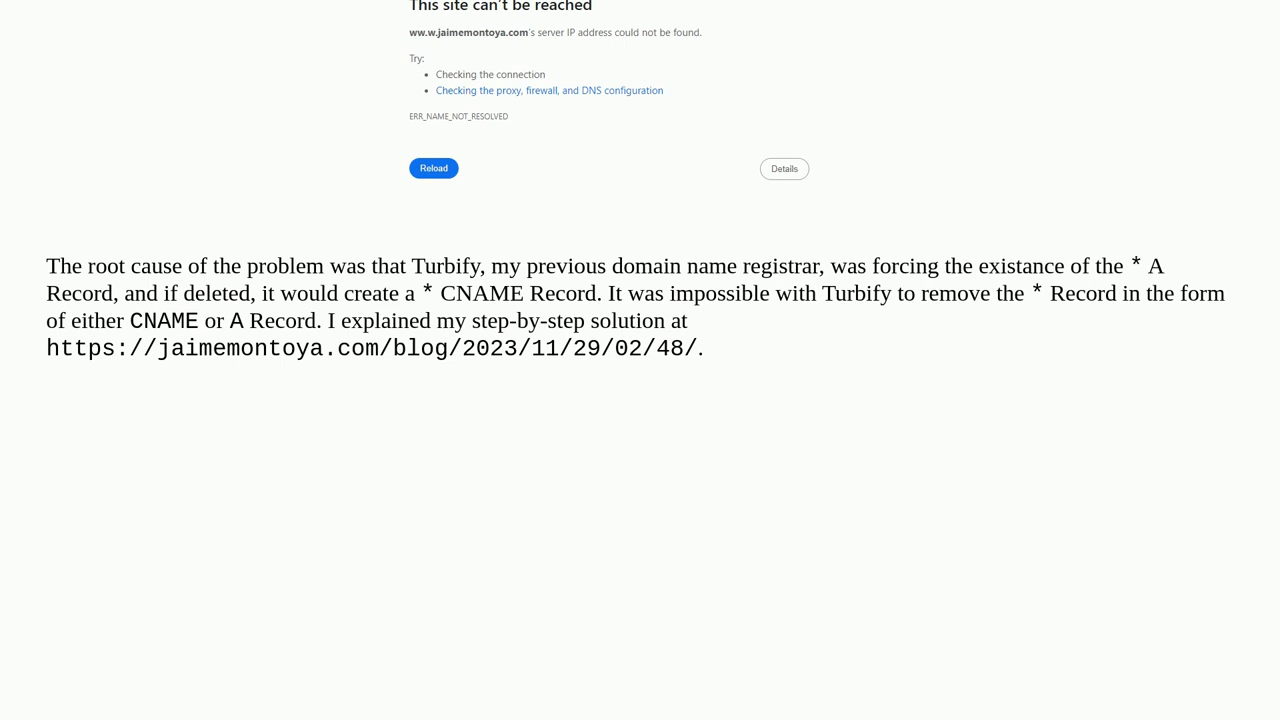 This site can't be reached
ww.w.jaimemontoya.com's server IP address could not be found.
Try:
• Checking the connection
• Checking the proxy, firewall, and DNS configuration
ERR_NAME_NOT_RESOLVED
Reload
Details
The root cause of the problem was that Turbify, my previous domain name registrar, was forcing the existance of the * A
Record, and if deleted, it would create a * CNAME Record. It was impossible with Turbify to remove the * Record in the form
of either CNAME or A Record. I explained my step-by-step solution at
https://jaimemontoya.com/blog/2023/11/29/02/48/.